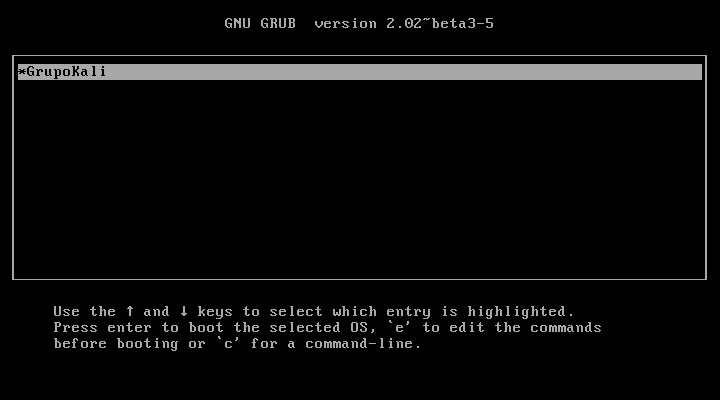 GNU GRUB  version 2.02~beta3-5
*GrupoKali
Use the ↑ and ↓ keys to select which entry is highlighted.
Press enter to boot the selected OS, `e' to edit the commands
before booting or `c' for a command-line.